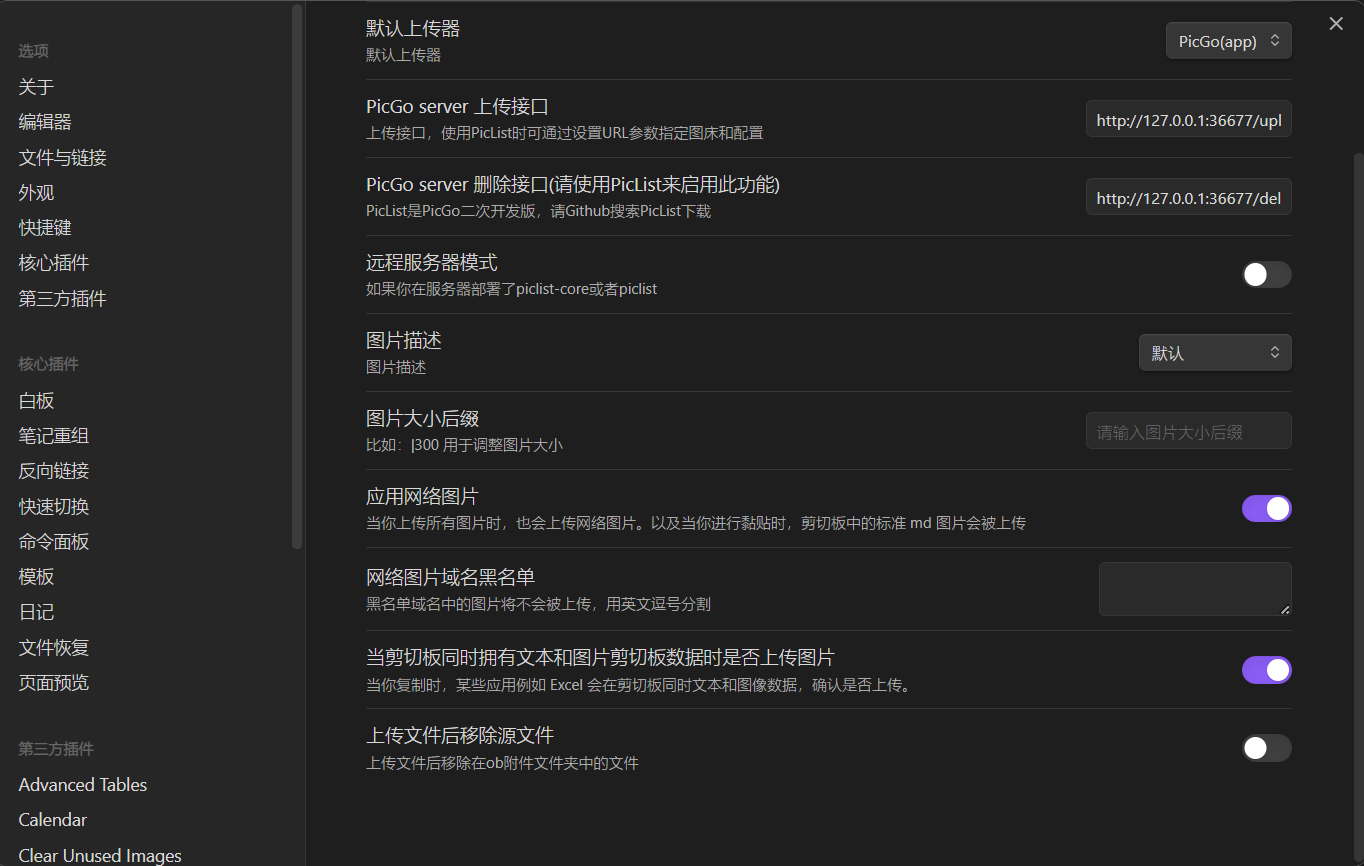 选项
关于
编辑器
文件与链接
外观
快捷键
核心插件
第三方插件
核心插件
白板
笔记重组
反向链接
快速切换
命令面板
模板
日记
文件恢复
页面预览
第三方插件
Advanced Tables
Calendar
Clear Unused Images
默认上传器
默认上传器
PicGo(app)
PicGo server 上传接口
上传接口，使用PicList时可通过设置URL参数指定图床和配置
http://127.0.0.1:36677/upl
PicGo server 删除接口(请使用PicList来启用此功能)
PicList是PicGo二次开发版，请Github搜索PicList下载
http://127.0.0.1:36677/del
远程服务器模式
如果你在服务器部署了piclist-core或者piclist
图片描述
图片描述
默认
图片大小后缀
比如：|300 用于调整图片大小
请输入图片大小后缀
应用网络图片
当你上传所有图片时，也会上传网络图片。以及当你进行黏贴时，剪切板中的标准 md 图片会被上传
网络图片域名黑名单
黑名单域名中的图片将不会被上传，用英文逗号分割
当剪切板同时拥有文本和图片剪切板数据时是否上传图片
当你复制时，某些应用例如 Excel 会在剪切板同时文本和图像数据，确认是否上传。
上传文件后移除源文件
上传文件后移除在ob附件文件夹中的文件